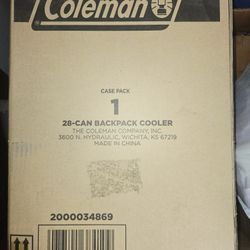 Coleman
CASE PACK
1
28-CAN BACKPACK COOLER
THE COLEMAN COMPANY, INC
3600 N. HYDRAULIC, WICHITA, KS 67219
MADE IN CHINA
2000034869